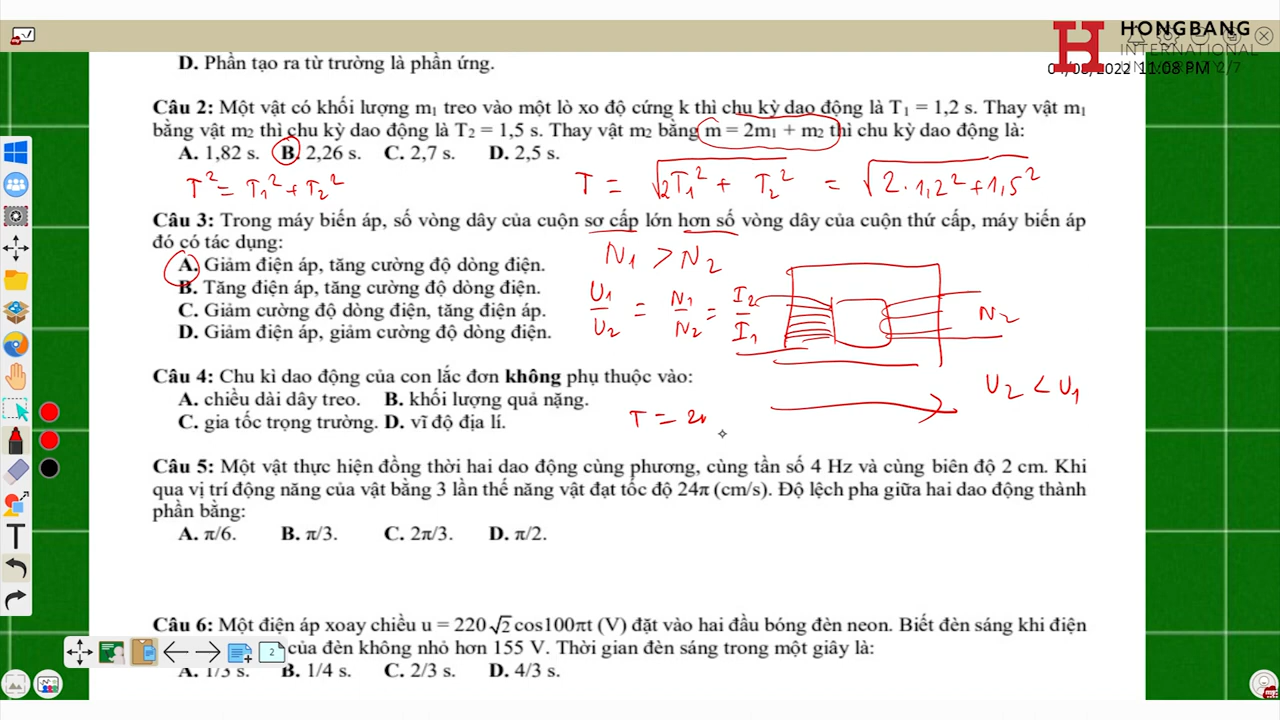 HONGBANG
INTERNATIONAL
UNIVERSITY
04/08/2022 11:08 PM 2/7
D. Phần tạo ra từ trường là phần ứng.
Câu 2: Một vật có khối lượng m₁ treo vào một lò xo độ cứng k thì chu kỳ dao động là T₁ = 1,2 s. Thay vật m₁
bằng vật m₂ thì chu kỳ dao động là T₂ = 1,5 s. Thay vật m₂ bằng m = 2m₁ + m₂ thì chu kỳ dao động là:
A. 1,82 s. B. 2,26 s. C. 2,7 s. D. 2,5 s.
T² = T₁² + T₂² T = √(2T₁² + T₂²) = √(2.1,2² + 1,5²)
Câu 3: Trong máy biến áp, số vòng dây của cuộn sơ cấp lớn hơn số vòng dây của cuộn thứ cấp, máy biến áp
đó có tác dụng:
N₁ > N₂
A. Giảm điện áp, tăng cường độ dòng điện.
B. Tăng điện áp, tăng cường độ dòng điện.
U₁/U₂ = N₁/N₂ = I₂/I₁ N₂
C. Giảm cường độ dòng điện, tăng điện áp.
D. Giảm điện áp, giảm cường độ dòng điện.
Câu 4: Chu kì dao động của con lắc đơn không phụ thuộc vào:
U₂ < U₁
A. chiều dài dây treo. B. khối lượng quả nặng.
C. gia tốc trọng trường. D. vĩ độ địa lí.
T = 2π
Câu 5: Một vật thực hiện đồng thời hai dao động cùng phương, cùng tần số 4 Hz và cùng biên độ 2 cm. Khi
qua vị trí động năng của vật bằng 3 lần thế năng vật đạt tốc độ 24π (cm/s). Độ lệch pha giữa hai dao động thành
phần bằng:
A. π/6. B. π/3. C. 2π/3. D. π/2.
Câu 6: Một điện áp xoay chiều u = 220√2 cos100πt (V) đặt vào hai đầu bóng đèn neon. Biết đèn sáng khi điện
của đèn không nhỏ hơn 155 V. Thời gian đèn sáng trong một giây là:
A. 1/3 s. B. 1/4 s. C. 2/3 s. D. 4/3 s.
2